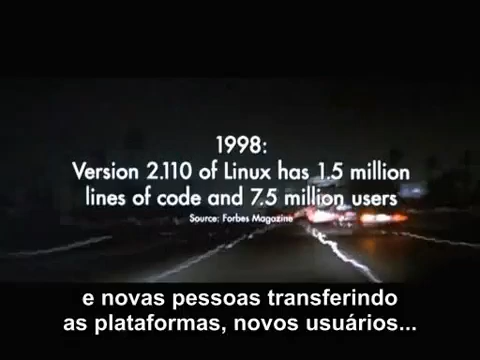 1998:
Version 2.110 of Linux has 1.5 million
lines of code and 7.5 million users
Source: Forbes Magazine
e novas pessoas transferindo
as plataformas, novos usuários...